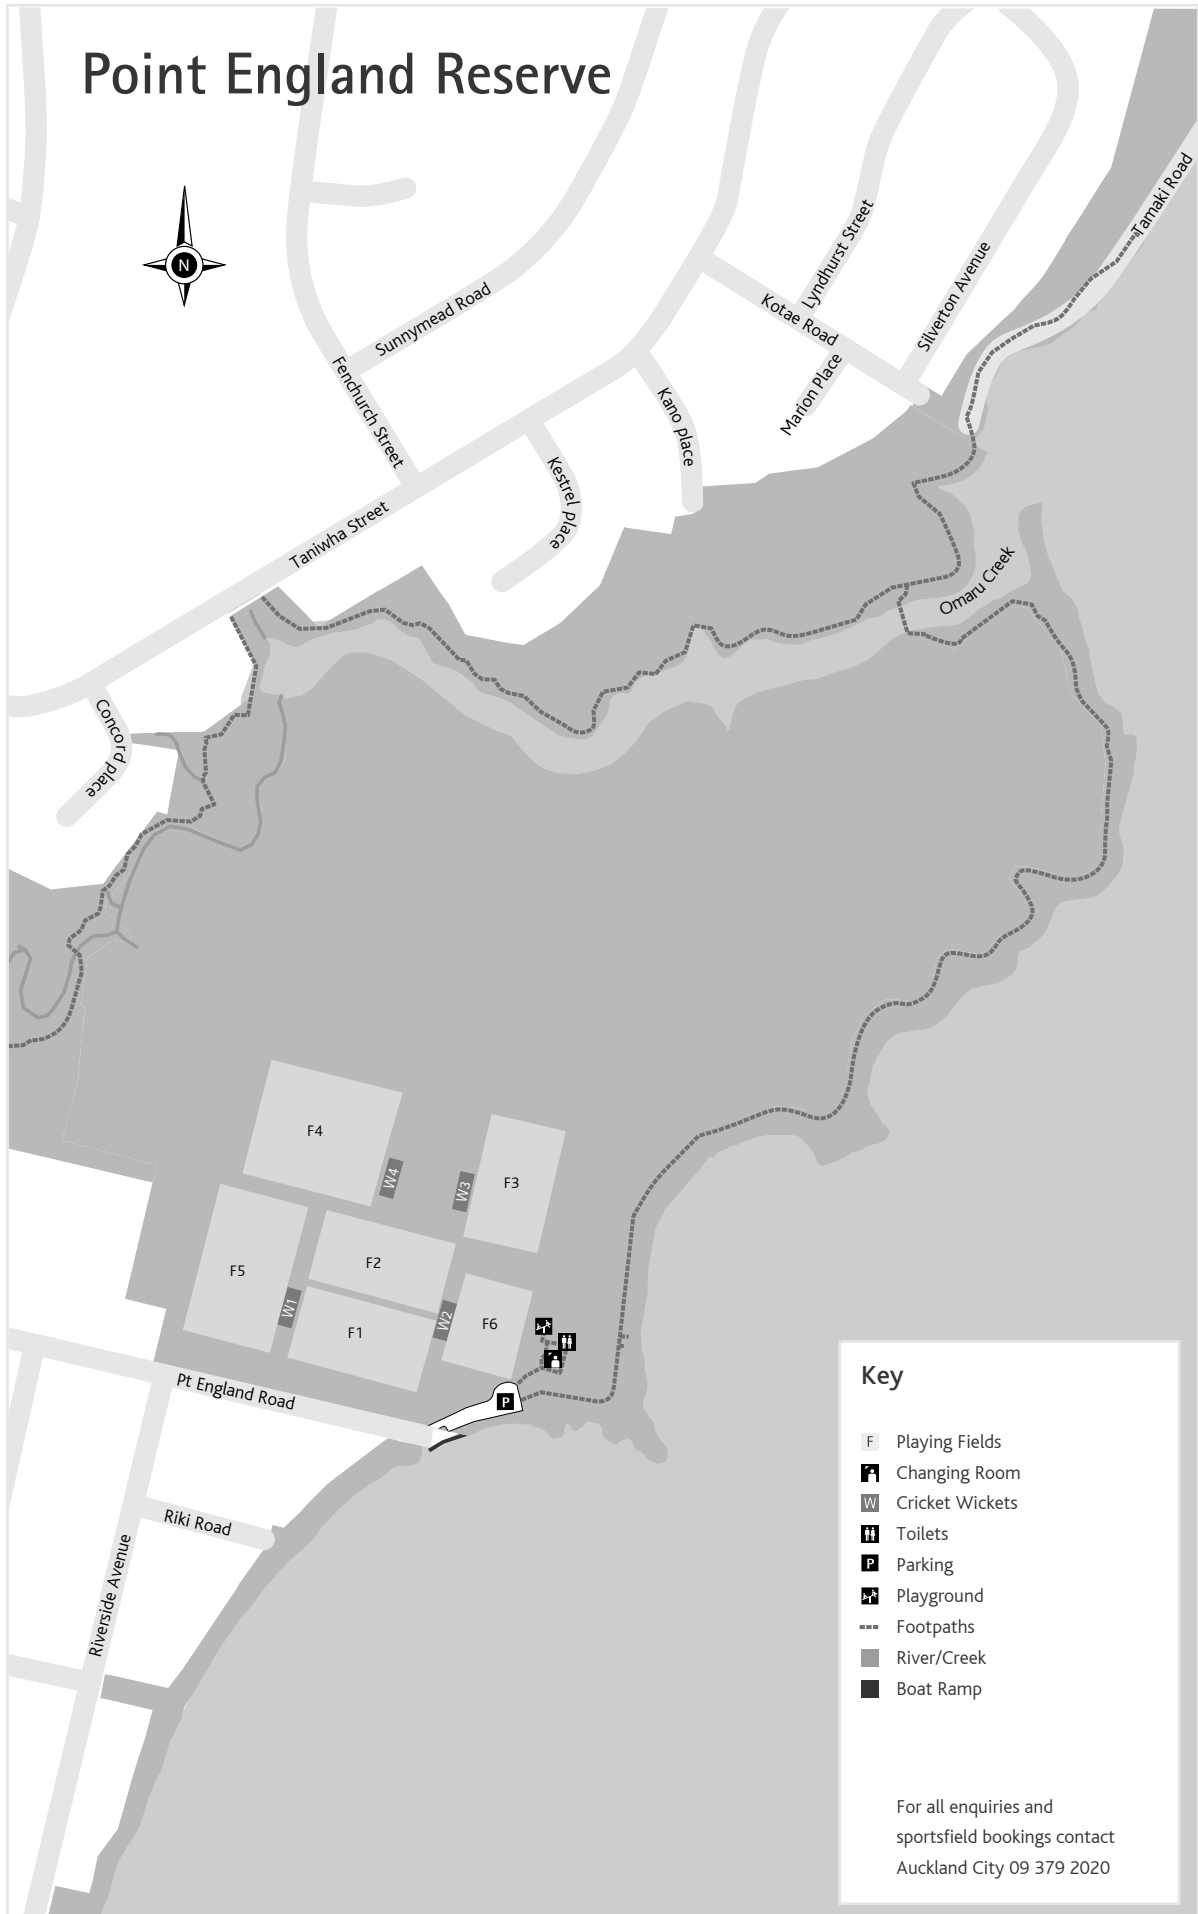 Point England Reserve
N
Tamaki Road
Lyndhurst Street
Silverton Avenue
Kotae Road
Sunnymead Road
Marion Place
Fenchurch Street
Kano place
Kestrel place
Taniwha Street
Omaru Creek
Concord place
F4
W4
W3
F3
F5
F2
W1
W2
F6
F1
P
Pt England Road
Riki Road
Riverside Avenue
Key
F Playing Fields
Changing Room
W Cricket Wickets
Toilets
P Parking
Playground
Footpaths
River/Creek
Boat Ramp
For all enquiries and
sportsfield bookings contact
Auckland City 09 379 2020